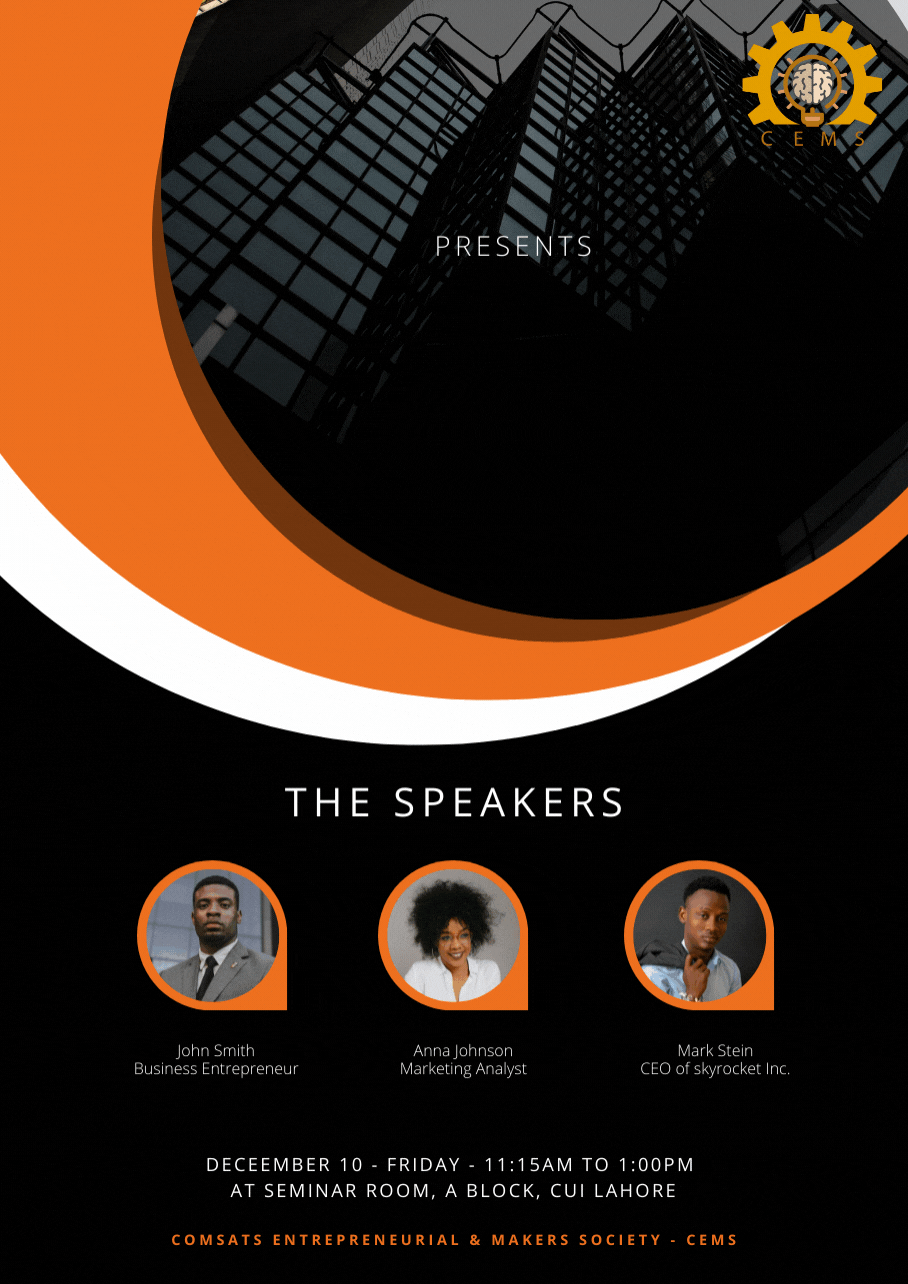 C E M S
PRESENTS
THE SPEAKERS
John Smith
Business Entrepreneur
Anna Johnson
Marketing Analyst
Mark Stein
CEO of skyrocket Inc.
DECEEMBER 10 - FRIDAY - 11:15AM TO 1:00PM
AT SEMINAR ROOM, A BLOCK, CUI LAHORE
COMSATS ENTREPRENEURIAL & MAKERS SOCIETY - CEMS